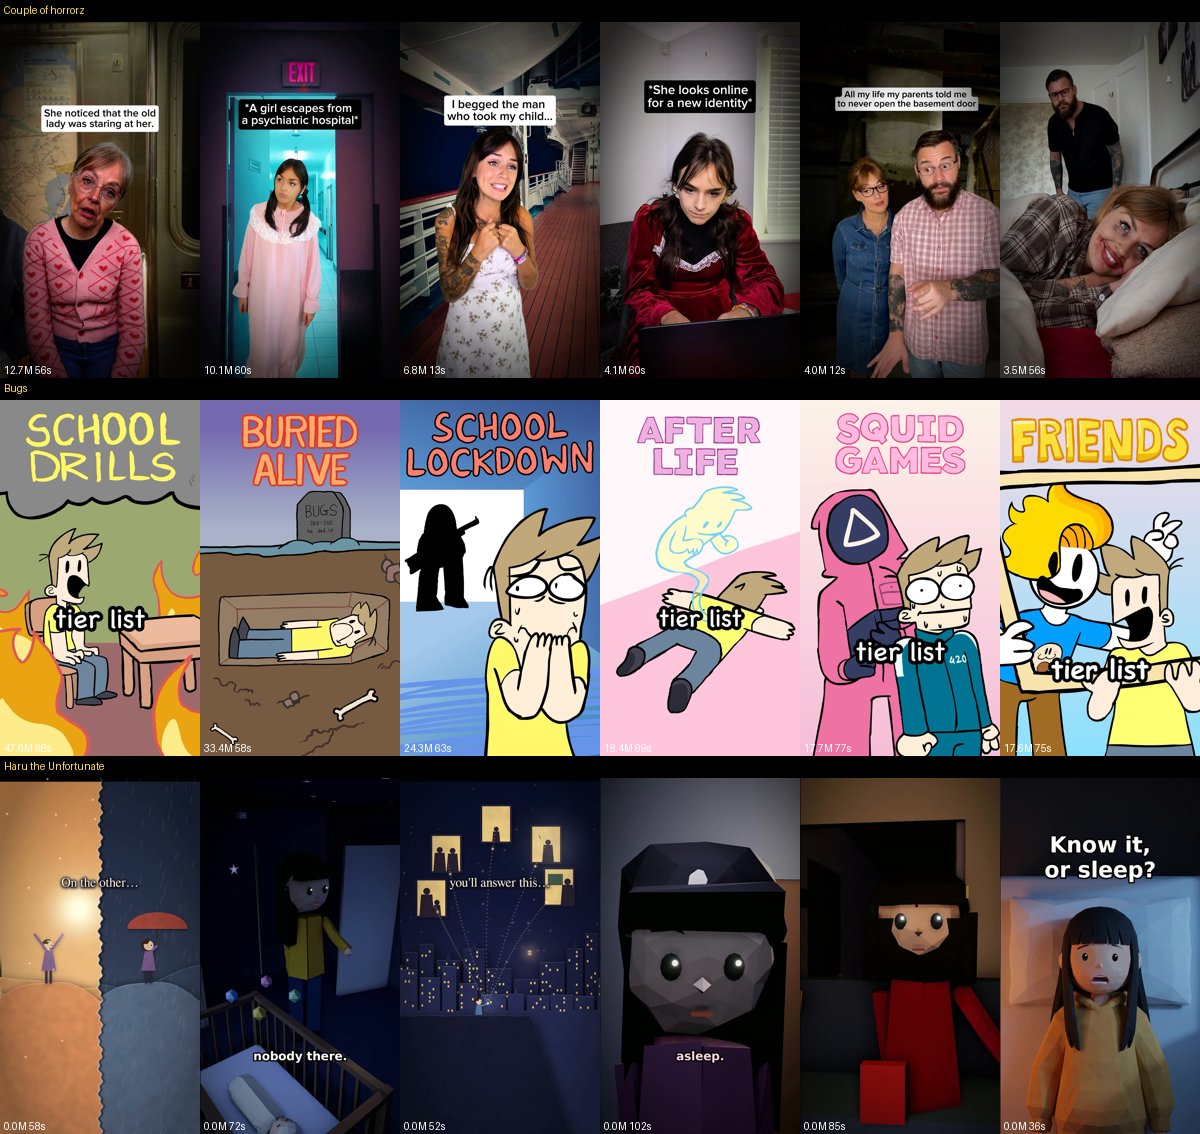 Couple of horrorz
She noticed that the old
lady was staring at her.
12.7M 56s
EXIT
*A girl escapes from
a psychiatric hospital*
10.1M 60s
I begged the man
who took my child...
6.8M 13s
*She looks online
for a new identity*
4.1M 60s
All my life my parents told me
to never open the basement door
4.0M 12s
3.5M 56s
Bugs
SCHOOL
DRILLS
tier list
BURIED
ALIVE
BUGS
33.4M 58s
SCHOOL
LOCKDOWN
24.3M 63s
AFTER
LIFE
tier list
18.4M 69s
SQUID
GAMES
tier list
420
17.7M 77s
FRIENDS
tier list
17.6M 75s
Haru the Unfortunate
On the other…
0.0M 58s
nobody there.
0.0M 72s
you'll answer this…
0.0M 52s
asleep.
0.0M 102s
0.0M 85s
Know it,
or sleep?
0.0M 36s